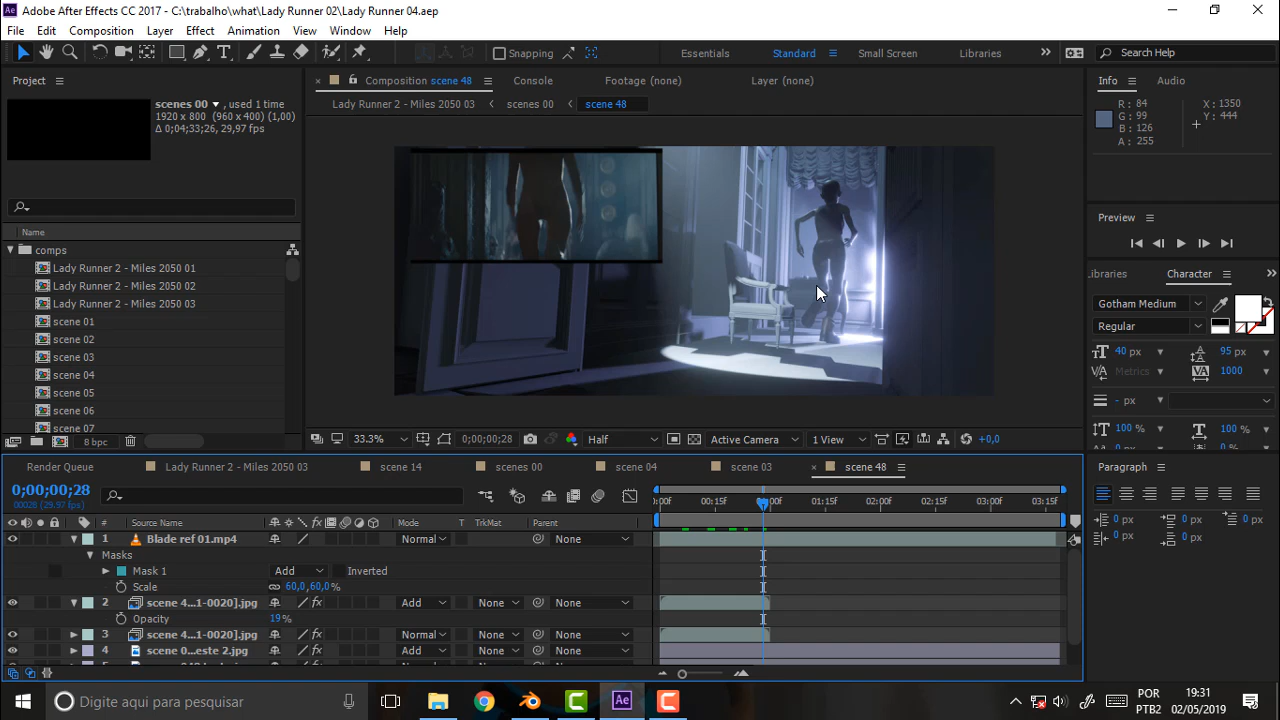 Adobe After Effects CC 2017 - C:\trabalho\what\Lady Runner 02\Lady Runner 04.aep
File Edit Composition Layer Effect Animation View Window Help
Snapping Essentials Standard Small Screen Libraries Search Help
Project
Composition scene 48 Console Footage (none) Layer (none)
Info Audio
scenes 00 , used 1 time
1920 x 800 (960 x 400) (1,00)
Δ 0;04;33;26, 29,97 fps
Lady Runner 2 - Miles 2050 03 scenes 00 scene 48
R : 84
G : 99
B : 126
A : 255
X : 1350
Y : 444
Name
comps
Lady Runner 2 - Miles 2050 01
Lady Runner 2 - Miles 2050 02
Lady Runner 2 - Miles 2050 03
scene 01
scene 02
scene 03
scene 04
scene 05
scene 06
scene 07
8 bpc
Preview
ibraries Character
Gotham Medium
Regular
40 px 95 px
Metrics 1000
- px
100 % 100 %
33.3% 0;00;00;28 Half Active Camera 1 View +0,0
Render Queue Lady Runner 2 - Miles 2050 03 scene 14 scenes 00 scene 04 scene 03 scene 48
Paragraph
0;00;00;28
00028 (29.97 fps)
:00f 00:15f 01:15f 02:00f 02:15f 03:00f 03:15f
# Source Name Mode T TrkMat Parent
1 Blade ref 01.mp4 Normal None
Masks
Mask 1 Add Inverted
Scale 60,0,60,0%
2 scene 4...1-0020].jpg Add None None
Opacity 19 %
3 scene 4...1-0020].jpg Normal None None
4 scene 0...este 2.jpg Normal None None
0 px 0 px 0 px
0 px 0 px
Digite aqui para pesquisar
POR
PTB2
19:31
02/05/2019